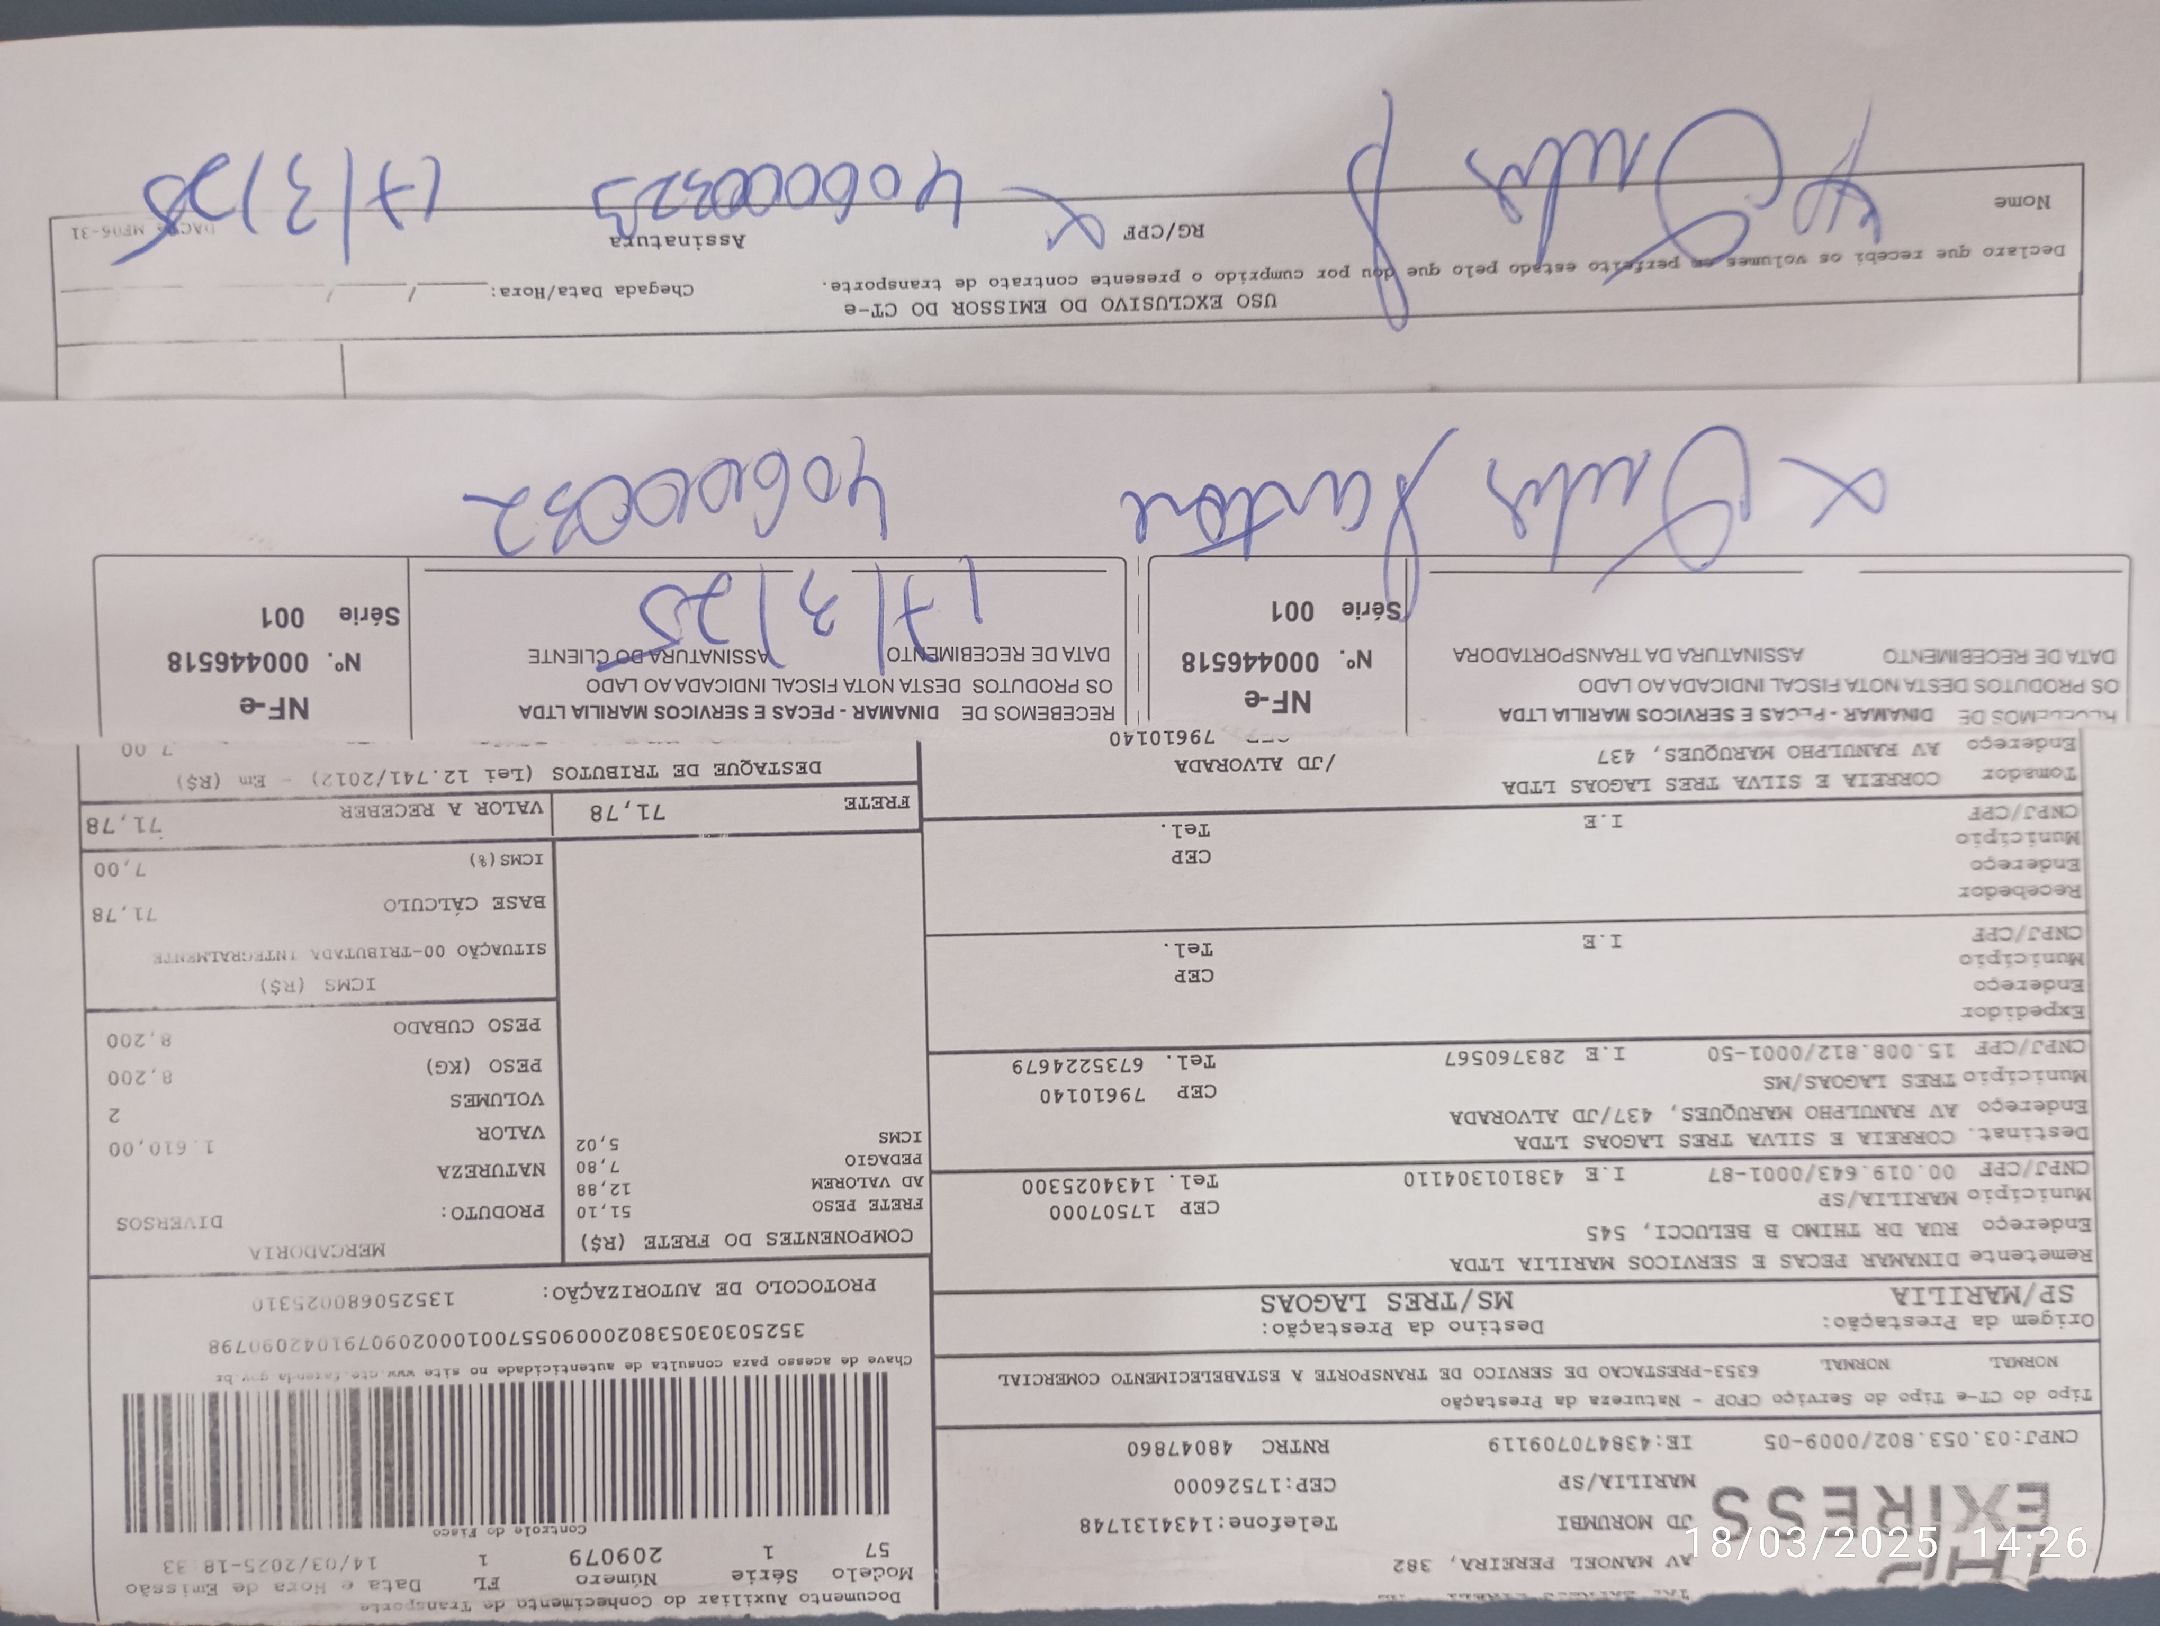 Documento Auxiliar do Conhecimento de Transporte
Modelo Série Número FL Data e Hora de Emissão
57 1 209079 1 14/03/2025-18:33
Controle do Fisco
EXPRESS
AV MANOEL PEREIRA, 382
JD MORUMBI Telefone:1434131748
MARILIA/SP CEP:17526000
CNPJ:03.053.802/0009-05 IE:438470709119 RNTRC 48047860
Tipo do CT-e Tipo do Serviço CFOP - Natureza da Prestação
NORMAL NORMAL 6353-PRESTACAO DE SERVICO DE TRANSPORTE A ESTABELECIMENTO COMERCIAL
Chave de acesso para consulta de autenticidade no site www.cte.fazenda.gov.br
35250303053802000905570010002090791042090798
PROTOCOLO DE AUTORIZAÇÃO: 135250680025310
Origem da Prestação: Destino da Prestação:
SP/MARILIA MS/TRES LAGOAS
Remetente DINAMAR PECAS E SERVICOS MARILIA LTDA
Endereço RUA DR THIMO B BELUCCI, 545
Município MARILIA/SP CEP 17507000
CNPJ/CPF 00.019.643/0001-87 I.E 438101304110 Tel. 1434025300
Destinat. CORREIA E SILVA TRES LAGOAS LTDA
Endereço AV RANULPHO MARUQUES, 437/JD ALVORADA
Município TRES LAGOAS/MS CEP 79610140
CNPJ/CPF 15.008.812/0001-50 I.E 283760567 Tel. 6735224679
Expedidor
Endereço
Município CEP
CNPJ/CPF I.E Tel.
Recebedor
Endereço
Município CEP
CNPJ/CPF I.E Tel.
Tomador CORREIA E SILVA TRES LAGOAS LTDA
Endereço AV RANULPHO MARUQUES, 437 /JD ALVORADA
79610140
COMPONENTES DO FRETE (R$)
FRETE PESO 51,10
AD VALOREM 12,88
PEDAGIO 7,80
ICMS 5,02
MERCADORIA
PRODUTO: DIVERSOS
NATUREZA
VALOR 1.610,00
VOLUMES 2
PESO (KG) 8,200
PESO CUBADO 8,200
ICMS (R$)
SITUAÇÃO 00-TRIBUTADA INTEGRALMENTE
BASE CÁLCULO 71,78
ICMS(%) 7,00
FRETE 71,78 VALOR A RECEBER 71,78
DESTAQUE DE TRIBUTOS (Lei 12.741/2012) - Em (R$)
7,00
RECEBEMOS DE DINAMAR - PECAS E SERVICOS MARILIA LTDA
OS PRODUTOS DESTA NOTA FISCAL INDICADA AO LADO
DATA DE RECEBIMENTO ASSINATURA DA TRANSPORTADORA
NF-e
Nº. 000446518
Série 001
RECEBEMOS DE DINAMAR - PECAS E SERVICOS MARILIA LTDA
OS PRODUTOS DESTA NOTA FISCAL INDICADA AO LADO
DATA DE RECEBIMENTO ASSINATURA DO CLIENTE
17/3/25
NF-e
Nº. 000446518
Série 001
USO EXCLUSIVO DO EMISSOR DO CT-e
Declaro que recebi os volumes em perfeito estado pelo que dou por cumprido o presente contrato de transporte. Chegada Data/Hora: / /
Nome RG/CPF Assinatura
DACTE MF06-31
17/3/25
18/03/2025 14:26